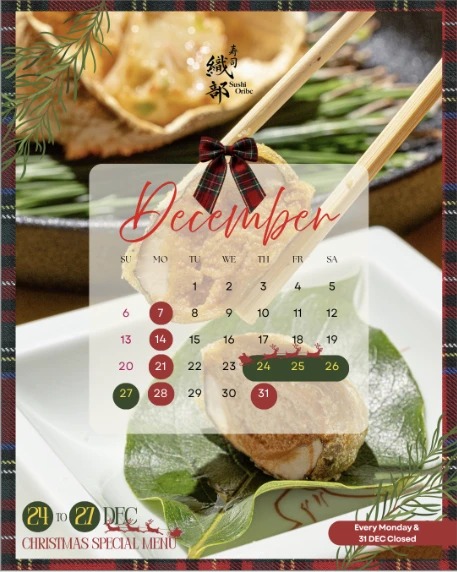 寿司
織部
Sushi
Oribe
December
SU MO TU WE TH FR SA
1 2 3 4 5
6 7 8 9 10 11 12
13 14 15 16 17 18 19
20 21 22 23 24 25 26
27 28 29 30 31
24 TO 27 DEC
CHRISTMAS SPECIAL MENU
Every Monday &
31 DEC Closed